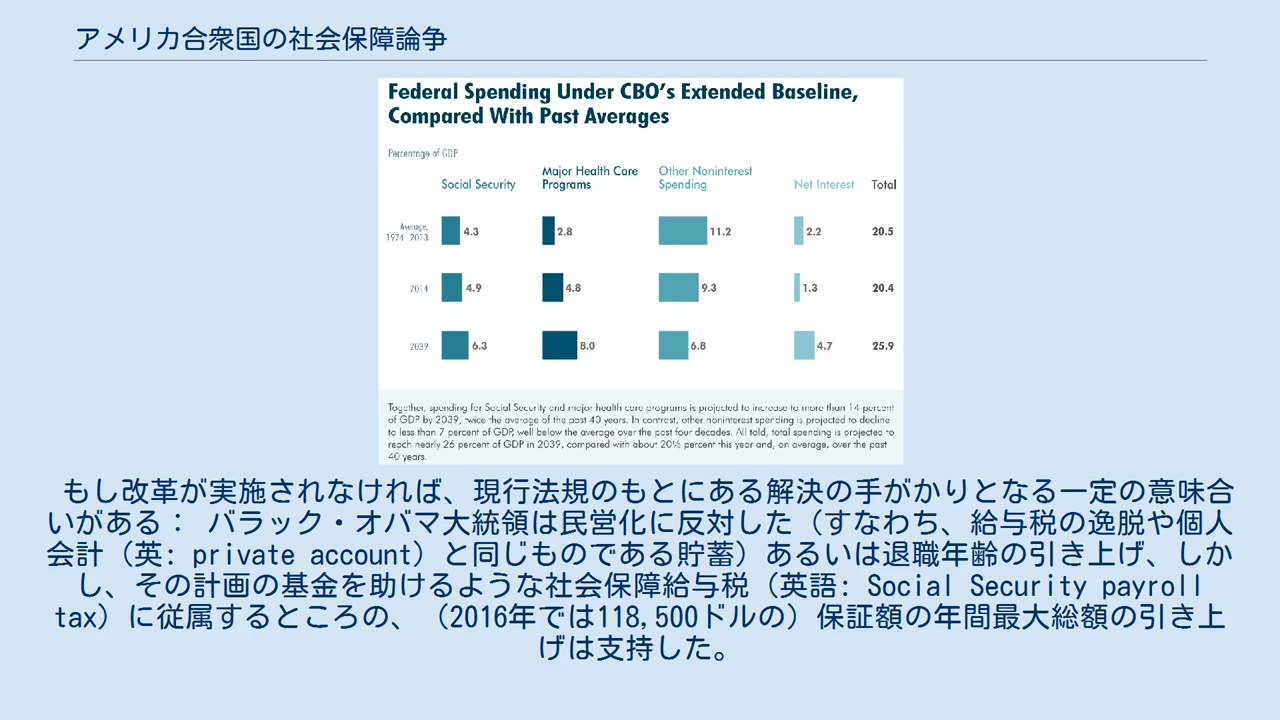 アメリカ合衆国の社会保障論争
Federal Spending Under CBO's Extended Baseline,
Compared With Past Averages
Percentage of GDP
Social Security
Major Health Care
Programs
Other Noninterest
Spending
Net Interest
Total
Average,
1974–2013
4.3
2.8
11.2
2.2
20.5
2014
4.9
4.8
9.3
1.3
20.4
2039
6.3
8.0
6.8
4.7
25.9
Together, spending for Social Security and major health care programs is projected to increase to more than 14 percent
of GDP by 2039, twice the average of the past 40 years. In contrast, other noninterest spending is projected to decline
to less than 7 percent of GDP, well below the average over the past four decades. All told, total spending is projected to
reach nearly 26 percent of GDP in 2039, compared with about 20½ percent this year and, on average, over the past
40 years.
もし改革が実施されなければ、現行法規のもとにある解決の手がかりとなる一定の意味合
いがある： バラック・オバマ大統領は民営化に反対した（すなわち、給与税の逸脱や個人
会計（英: private account）と同じものである貯蓄）あるいは退職年齢の引き上げ、しか
し、その計画の基金を助けるような社会保障給与税（英語: Social Security payroll
tax）に従属するところの、（2016年では118,500ドルの）保証額の年間最大総額の引き上
げは支持した。